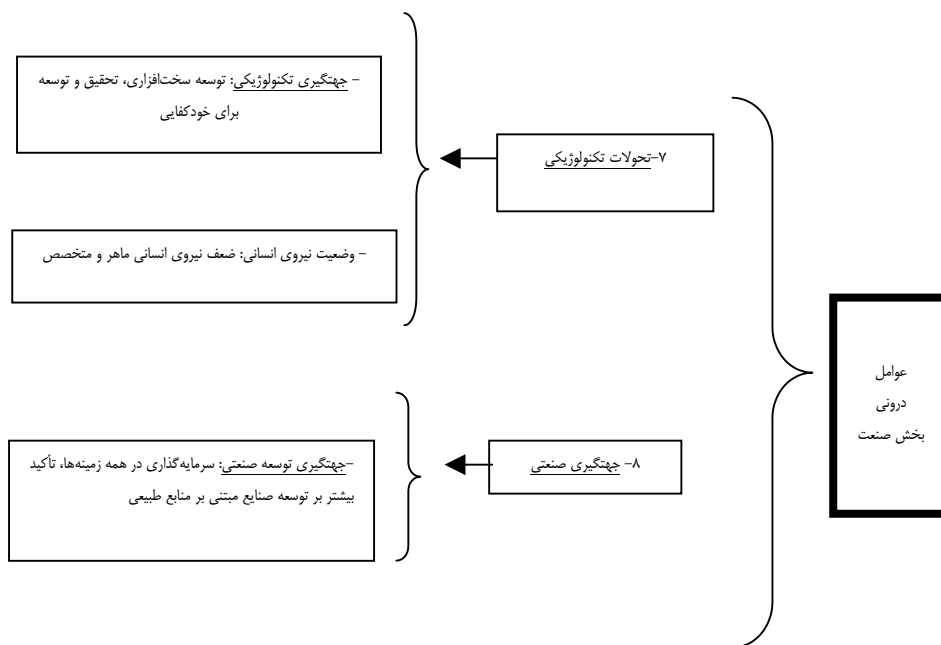 عوامل
درونی
بخش صنعت
۷-تحولات تکنولوژیکی
- جهتگیری تکنولوژیکی: توسعه سخت‌افزاری، تحقیق و توسعه
برای خودکفایی
- وضعیت نیروی انسانی: ضعف نیروی انسانی ماهر و متخصص
۸- جهتگیری صنعتی
-جهتگیری توسعه صنعتی: سرمایه‌گذاری در همه زمینه‌ها، تأکید
بیشتر بر توسعه صنایع مبتنی بر منابع طبیعی